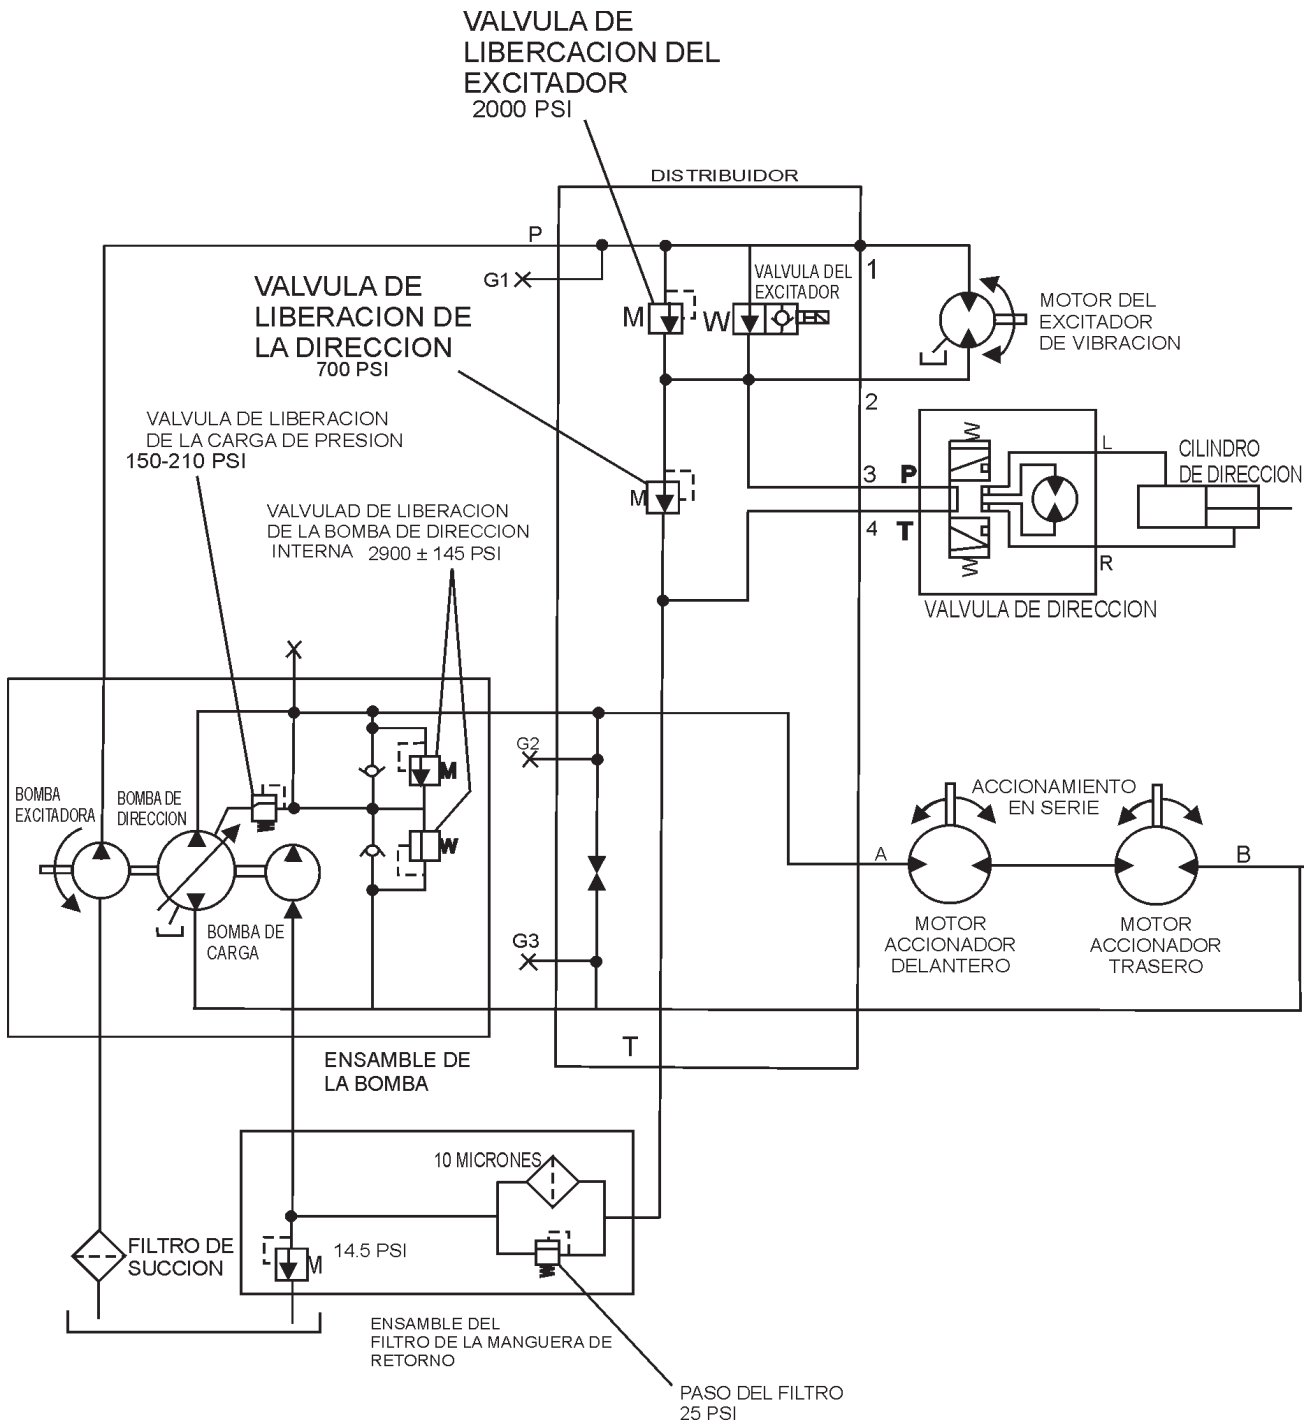 VALVULA DE
LIBERCACION DEL
EXCITADOR
2000 PSI
DISTRIBUIDOR
P
1
G1
VALVULA DE
LIBERACION DE
LA DIRECCION
700 PSI
VALVULA DEL
EXCITADOR
M
W
MOTOR DEL
EXCITADOR
DE VIBRACION
2
VALVULA DE LIBERACION
DE LA CARGA DE PRESION
150-210 PSI
3
P
L
CILINDRO
DE DIRECCION
M
VALVULAD DE LIBERACION
DE LA BOMBA DE DIRECCION
INTERNA 2900 ± 145 PSI
4
T
R
VALVULA DE DIRECCION
G2
M
BOMBA
EXCITADORA
BOMBA DE
DIRECCION
ACCIONAMIENTO
EN SERIE
W
A
B
BOMBA DE
CARGA
G3
MOTOR
ACCIONADOR
DELANTERO
MOTOR
ACCIONADOR
TRASERO
T
ENSAMBLE DE
LA BOMBA
10 MICRONES
FILTRO DE
SUCCION
14.5 PSI
M
ENSAMBLE DEL
FILTRO DE LA MANGUERA DE
RETORNO
PASO DEL FILTRO
25 PSI